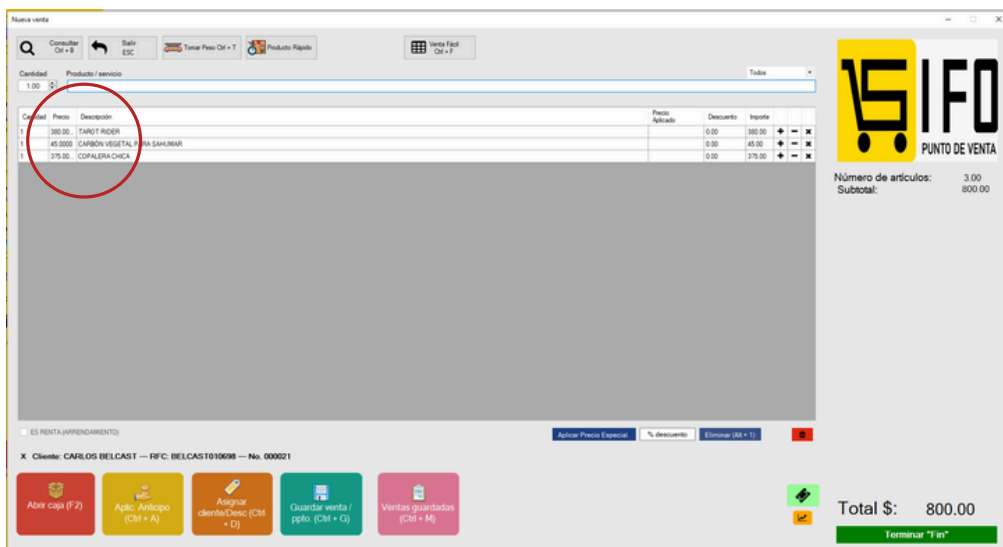 Nueva venta
Consultar Ctrl + B
Salir ESC
Tomar Peso Ctrl + T
Producto Rápido
Venta Fácil Ctrl + F
Cantidad Producto / servicio Todos
1.00
Cantidad Precio Descripción Precio Aplicado Descuento Importe
1 380.00... TAROT RIDER 0.00 380.00
1 45.0000 CARBÓN VEGETAL PARA SAHUMAR 0.00 45.00
1 375.00... COPALERA CHICA 0.00 375.00
SIFO
PUNTO DE VENTA
Número de artículos: 3.00
Subtotal: 800.00
ES RENTA (ARRENDAMIENTO)
Aplicar Precio Especial % descuento Eliminar (Alt + 1)
X Cliente: CARLOS BELCAST --- RFC: BELCAST010698 --- No. 000021
Abrir caja (F2)
Aplic. Anticipo (Ctrl + A)
Asignar cliente/Desc (Ctrl + D)
Guardar venta / ppto. (Ctrl + G)
Ventas guardadas (Ctrl + M)
Total $: 800.00
Terminar "Fin"